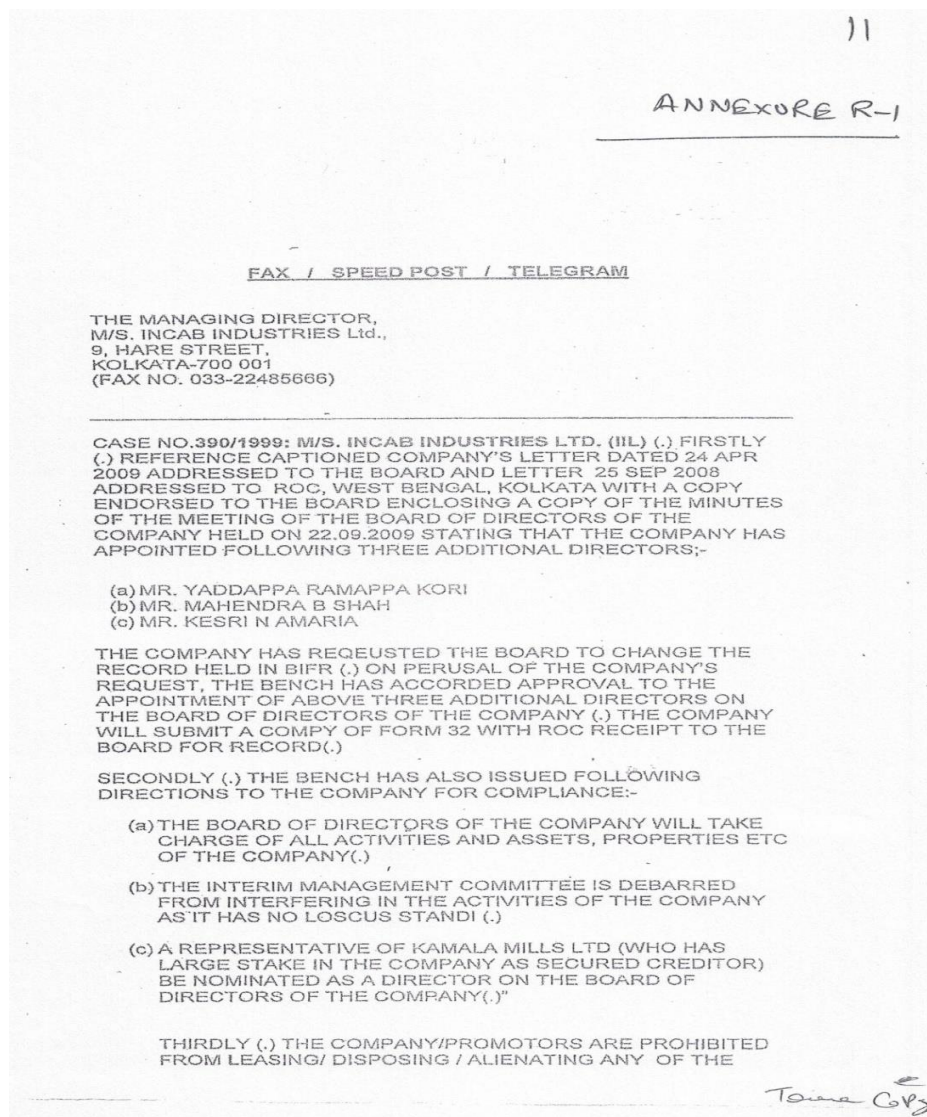 11
ANNEXURE R-1
FAX / SPEED POST / TELEGRAM
THE MANAGING DIRECTOR,
M/S. INCAB INDUSTRIES Ltd.,
9, HARE STREET,
KOLKATA-700 001
(FAX NO. 033-22485666)
CASE NO.390/1999: M/S. INCAB INDUSTRIES LTD. (IIL) (.) FIRSTLY
(.) REFERENCE CAPTIONED COMPANY'S LETTER DATED 24 APR
2009 ADDRESSED TO THE BOARD AND LETTER 25 SEP 2008
ADDRESSED TO ROC, WEST BENGAL, KOLKATA WITH A COPY
ENDORSED TO THE BOARD ENCLOSING A COPY OF THE MINUTES
OF THE MEETING OF THE BOARD OF DIRECTORS OF THE
COMPANY HELD ON 22.09.2009 STATING THAT THE COMPANY HAS
APPOINTED FOLLOWING THREE ADDITIONAL DIRECTORS;-
(a) MR. YADDAPPA RAMAPPA KORI
(b) MR. MAHENDRA B SHAH
(c) MR. KESRI N AMARIA
THE COMPANY HAS REQEUSTED THE BOARD TO CHANGE THE
RECORD HELD IN BIFR (.) ON PERUSAL OF THE COMPANY'S
REQUEST, THE BENCH HAS ACCORDED APPROVAL TO THE
APPOINTMENT OF ABOVE THREE ADDITIONAL DIRECTORS ON
THE BOARD OF DIRECTORS OF THE COMPANY (.) THE COMPANY
WILL SUBMIT A COMPY OF FORM 32 WITH ROC RECEIPT TO THE
BOARD FOR RECORD(.)
SECONDLY (.) THE BENCH HAS ALSO ISSUED FOLLOWING
DIRECTIONS TO THE COMPANY FOR COMPLIANCE:-
(a) THE BOARD OF DIRECTORS OF THE COMPANY WILL TAKE
CHARGE OF ALL ACTIVITIES AND ASSETS, PROPERTIES ETC
OF THE COMPANY(.)
(b) THE INTERIM MANAGEMENT COMMITTEE IS DEBARRED
FROM INTERFERING IN THE ACTIVITIES OF THE COMPANY
AS IT HAS NO LOSCUS STANDI (.)
(c) A REPRESENTATIVE OF KAMALA MILLS LTD (WHO HAS
LARGE STAKE IN THE COMPANY AS SECURED CREDITOR)
BE NOMINATED AS A DIRECTOR ON THE BOARD OF
DIRECTORS OF THE COMPANY(.)"
THIRDLY (.) THE COMPANY/PROMOTORS ARE PROHIBITED
FROM LEASING/ DISPOSING / ALIENATING ANY OF THE
Copy